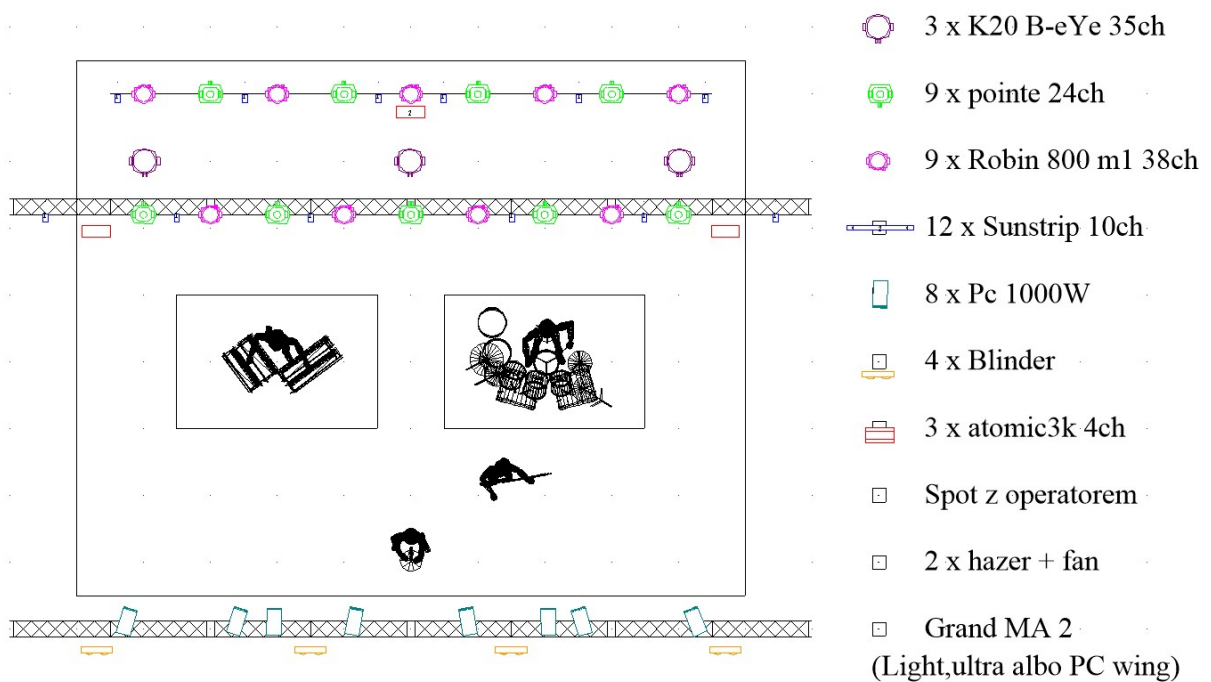 3 x K20 B-eYe 35ch
9 x pointe 24ch
2
9 x Robin 800 m1 38ch
12 x Sunstrip 10ch
8 x Pc 1000W
4 x Blinder
3 x atomic3k 4ch
Spot z operatorem
2 x hazer + fan
Grand MA 2
(Light,ultra albo PC wing)